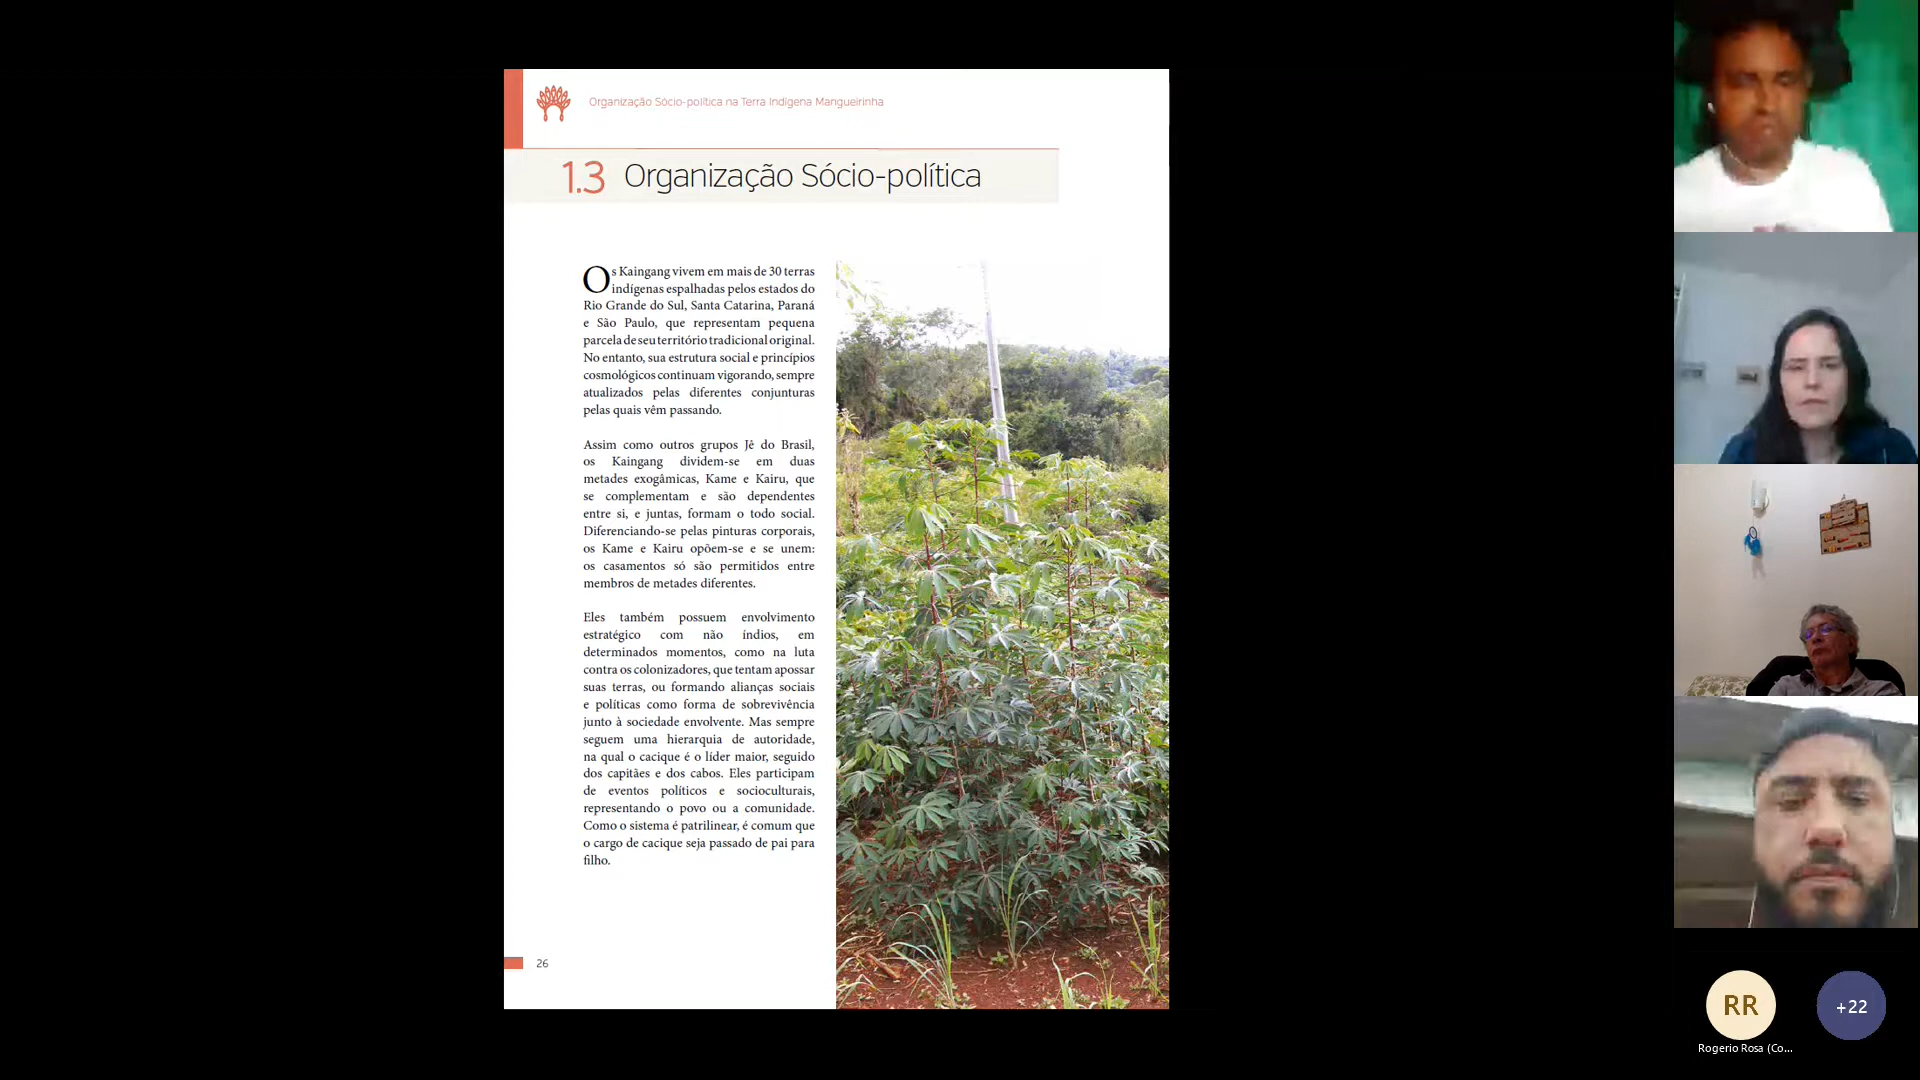 Organização Sócio-política na Terra Indígena Mangueirinha
1.3 Organização Sócio-política
Os Kaingang vivem em mais de 30 terras
indígenas espalhadas pelos estados do
Rio Grande do Sul, Santa Catarina, Paraná
e São Paulo, que representam pequena
parcela de seu território tradicional original.
No entanto, sua estrutura social e princípios
cosmológicos continuam vigorando, sempre
atualizados pelas diferentes conjunturas
pelas quais vêm passando.
Assim como outros grupos Jê do Brasil,
os Kaingang dividem-se em duas
metades exogâmicas, Kame e Kairu, que
se complementam e são dependentes
entre si, e juntas, formam o todo social.
Diferenciando-se pelas pinturas corporais,
os Kame e Kairu opõem-se e se unem:
os casamentos só são permitidos entre
membros de metades diferentes.
Eles também possuem envolvimento
estratégico com não índios, em
determinados momentos, como na luta
contra os colonizadores, que tentam apossar
suas terras, ou formando alianças sociais
e políticas como forma de sobrevivência
junto à sociedade envolvente. Mas sempre
seguem uma hierarquia de autoridade,
na qual o cacique é o líder maior, seguido
dos capitães e dos cabos. Eles participam
de eventos políticos e socioculturais,
representando o povo ou a comunidade.
Como o sistema é patrilinear, é comum que
o cargo de cacique seja passado de pai para
filho.
26
RR
+22
Rogerio Rosa (Co...